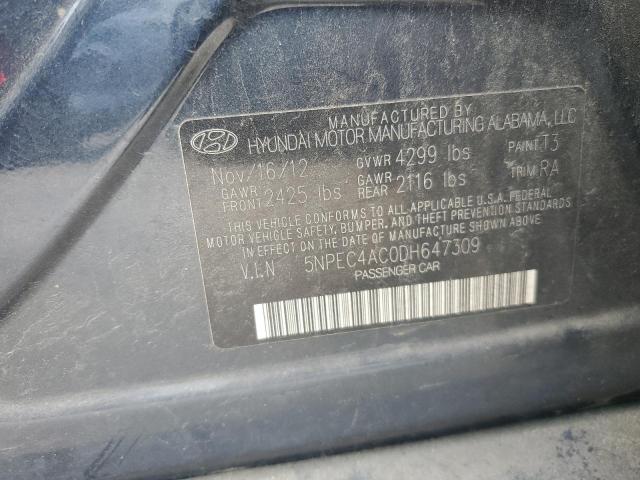 MANUFACTURED BY
HYUNDAI MOTOR MANUFACTURING ALABAMA, LLC
Nov/16/12 GVWR 4299 lbs PAINT T3
GAWR FRONT 2425 lbs GAWR REAR 2116 lbs TRIM RA
THIS VEHICLE CONFORMS TO ALL APPLICABLE U.S.A. FEDERAL
MOTOR VEHICLE SAFETY, BUMPER, AND THEFT PREVENTION STANDARDS
IN EFFECT ON THE DATE OF MANUFACTURE SHOWN ABOVE.
V.I.N 5NPEC4AC0DH647309
PASSENGER CAR